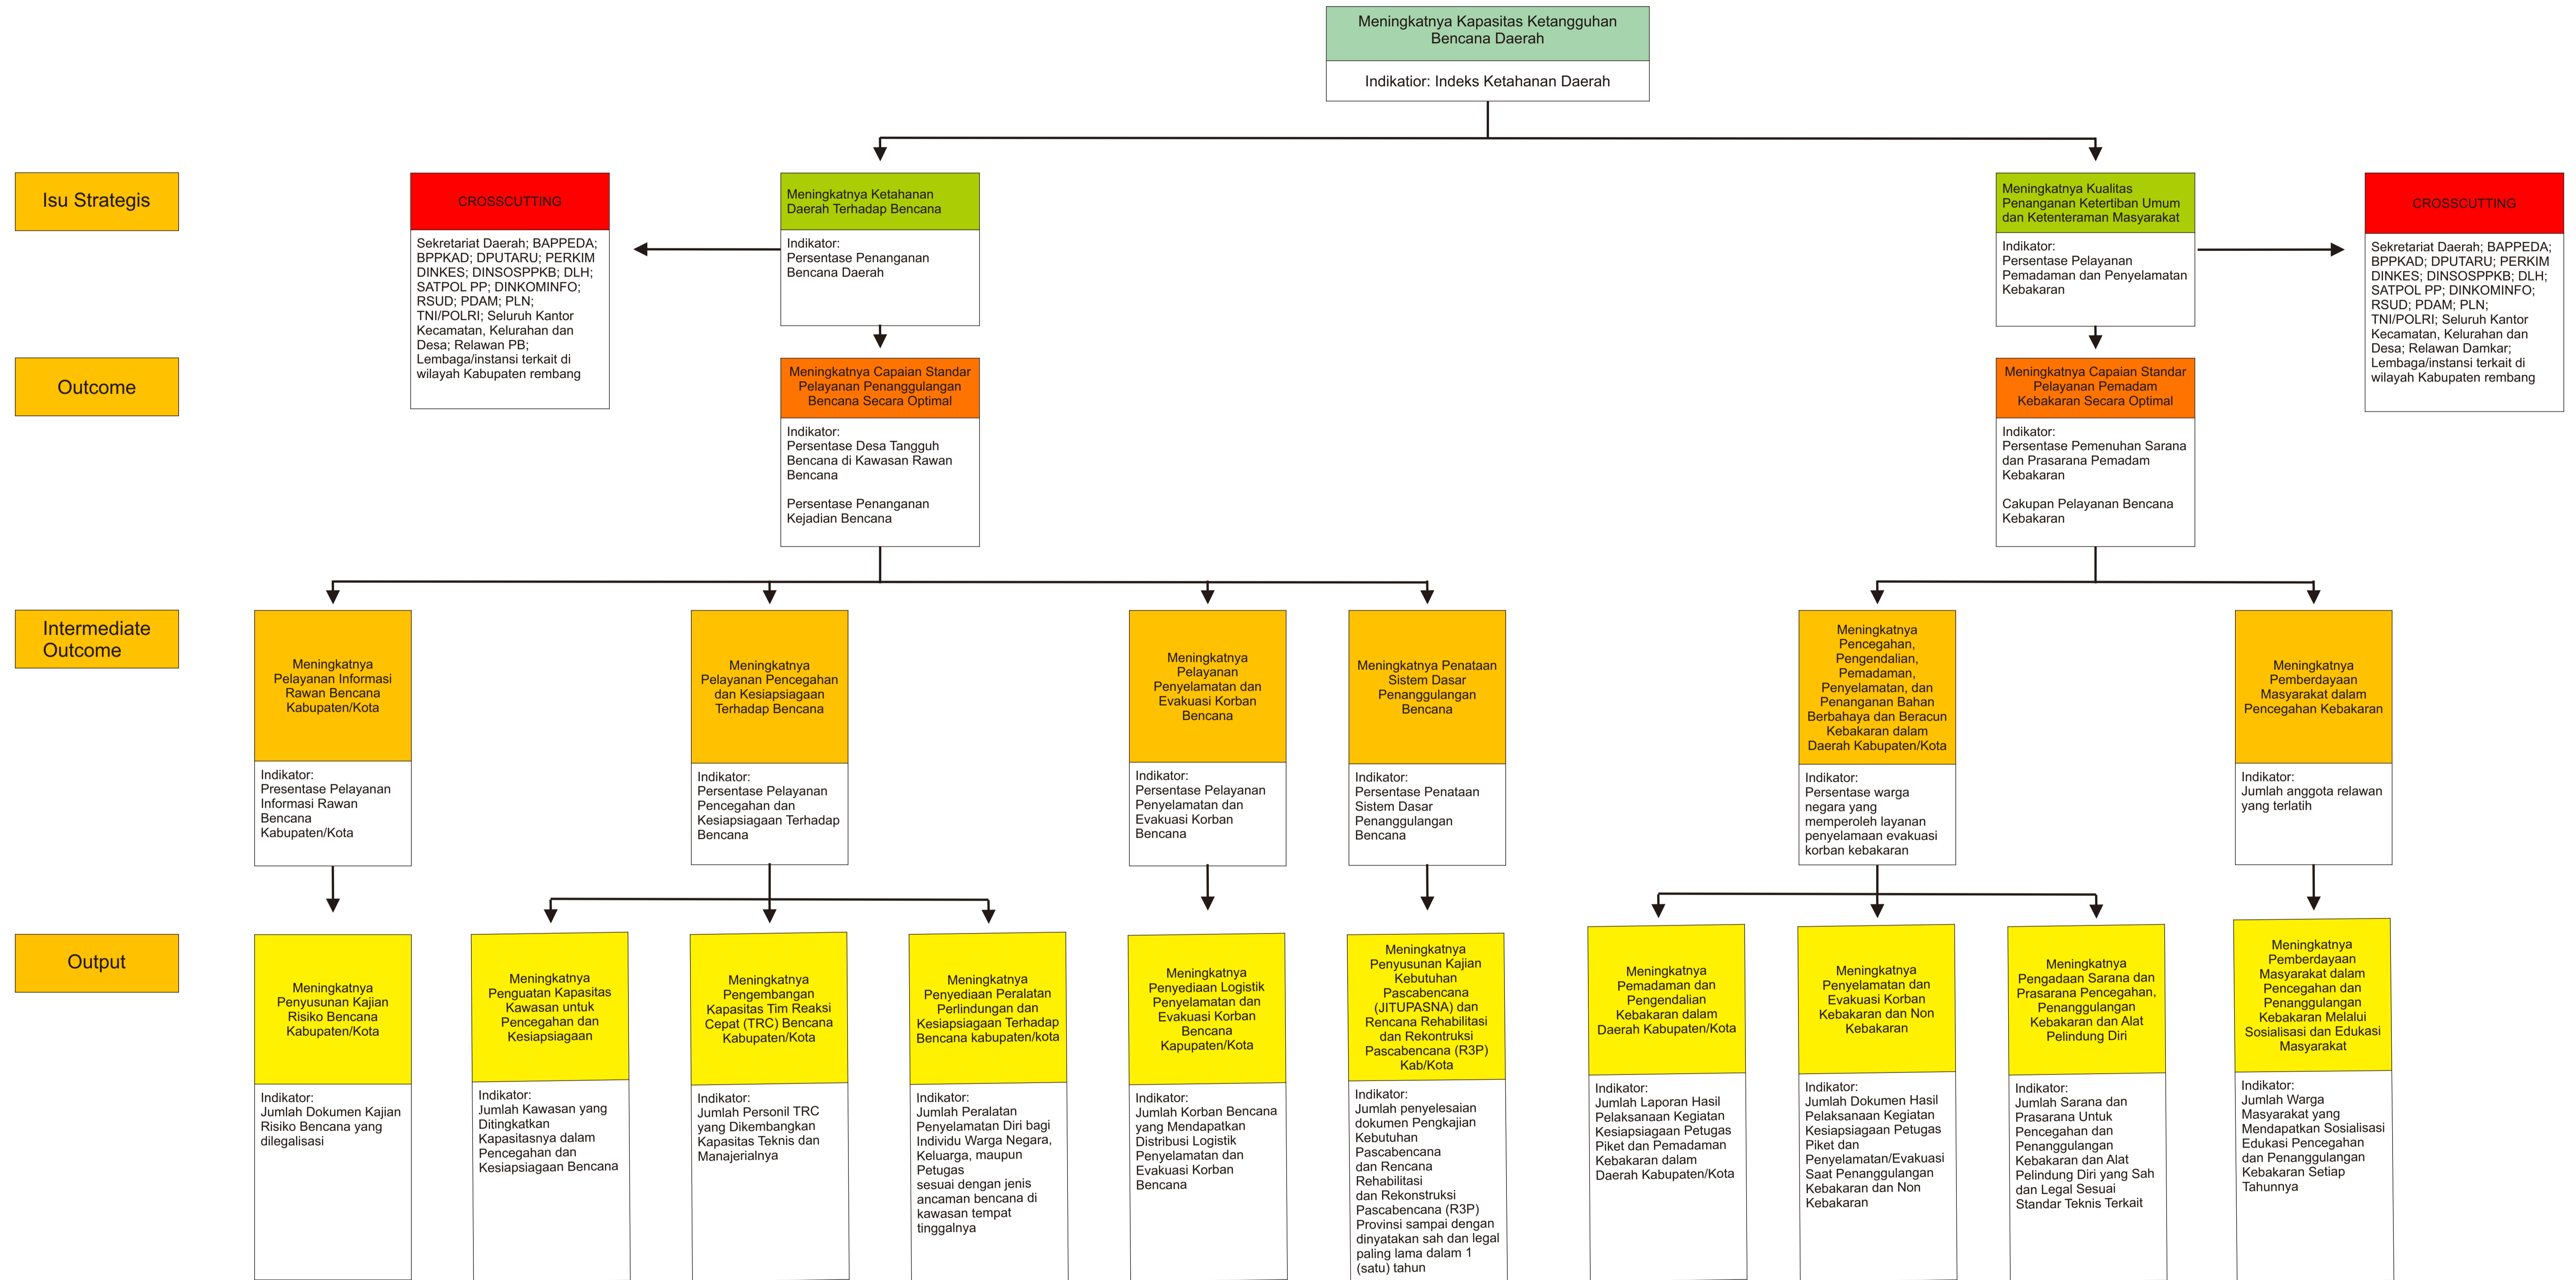 Meningkatnya Kapasitas Ketangguhan
Bencana Daerah
Indikatior: Indeks Ketahanan Daerah
Isu Strategis
CROSSCUTTING
Sekretariat Daerah; BAPPEDA;
BPPKAD; DPUTARU; PERKIM
DINKES; DINSOSPPKB; DLH;
SATPOL PP; DINKOMINFO;
RSUD; PDAM; PLN;
TNI/POLRI; Seluruh Kantor
Kecamatan, Kelurahan dan
Desa; Relawan PB;
Lembaga/instansi terkait di
wilayah Kabupaten rembang
Meningkatnya Ketahanan
Daerah Terhadap Bencana
Indikator:
Persentase Penanganan
Bencana Daerah
Meningkatnya Kualitas
Penanganan Ketertiban Umum
dan Ketenteraman Masyarakat
Indikator:
Persentase Pelayanan
Pemadaman dan Penyelamatan
Kebakaran
CROSSCUTTING
Sekretariat Daerah; BAPPEDA;
BPPKAD; DPUTARU; PERKIM
DINKES; DINSOSPPKB; DLH;
SATPOL PP; DINKOMINFO;
RSUD; PDAM; PLN;
TNI/POLRI; Seluruh Kantor
Kecamatan, Kelurahan dan
Desa; Relawan Damkar;
Lembaga/instansi terkait di
wilayah Kabupaten rembang
Outcome
Meningkatnya Capaian Standar
Pelayanan Penanggulangan
Bencana Secara Optimal
Indikator:
Persentase Desa Tangguh
Bencana di Kawasan Rawan
Bencana
Persentase Penanganan
Kejadian Bencana
Meningkatnya Capaian Standar
Pelayanan Pemadam
Kebakaran Secara Optimal
Indikator:
Persentase Pemenuhan Sarana
dan Prasarana Pemadam
Kebakaran
Cakupan Pelayanan Bencana
Kebakaran
Intermediate
Outcome
Meningkatnya
Pelayanan Informasi
Rawan Bencana
Kabupaten/Kota
Indikator:
Presentase Pelayanan
Informasi Rawan
Bencana
Kabupaten/Kota
Meningkatnya
Pelayanan Pencegahan
dan Kesiapsiagaan
Terhadap Bencana
Indikator:
Persentase Pelayanan
Pencegahan dan
Kesiapsiagaan Terhadap
Bencana
Meningkatnya
Pelayanan
Penyelamatan dan
Evakuasi Korban
Bencana
Indikator:
Persentase Pelayanan
Penyelamatan dan
Evakuasi Korban
Bencana
Meningkatnya Penataan
Sistem Dasar
Penanggulangan
Bencana
Indikator:
Persentase Penataan
Sistem Dasar
Penanggulangan
Bencana
Meningkatnya
Pencegahan,
Pengendalian,
Pemadaman,
Penyelamatan, dan
Penanganan Bahan
Berbahaya dan Beracun
Kebakaran dalam
Daerah Kabupaten/Kota
Indikator:
Persentase warga
negara yang
memperoleh layanan
penyelamaan evakuasi
korban kebakaran
Meningkatnya
Pemberdayaan
Masyarakat dalam
Pencegahan Kebakaran
Indikator:
Jumlah anggota relawan
yang terlatih
Output
Meningkatnya
Penyusunan Kajian
Risiko Bencana
Kabupaten/Kota
Indikator:
Jumlah Dokumen Kajian
Risiko Bencana yang
dilegalisasi
Meningkatnya
Penguatan Kapasitas
Kawasan untuk
Pencegahan dan
Kesiapsiagaan
Indikator:
Jumlah Kawasan yang
Ditingkatkan
Kapasitasnya dalam
Pencegahan dan
Kesiapsiagaan Bencana
Meningkatnya
Pengembangan
Kapasitas Tim Reaksi
Cepat (TRC) Bencana
Kabupaten/Kota
Indikator:
Jumlah Personil TRC
yang Dikembangkan
Kapasitas Teknis dan
Manajerialnya
Meningkatnya
Penyediaan Peralatan
Perlindungan dan
Kesiapsiagaan Terhadap
Bencana kabupaten/kota
Indikator:
Jumlah Peralatan
Penyelamatan Diri bagi
Individu Warga Negara,
Keluarga, maupun
Petugas
sesuai dengan jenis
ancaman bencana di
kawasan tempat
tinggalnya
Meningkatnya
Penyediaan Logistik
Penyelamatan dan
Evakuasi Korban
Bencana
Kapupaten/Kota
Indikator:
Jumlah Korban Bencana
yang Mendapatkan
Distribusi Logistik
Penyelamatan dan
Evakuasi Korban
Bencana
Meningkatnya
Penyusunan Kajian
Kebutuhan
Pascabencana
(JITUPASNA) dan
Rencana Rehabilitasi
dan Rekontruksi
Pascabencana (R3P)
Kab/Kota
Indikator:
Jumlah penyelesaian
dokumen Pengkajian
Kebutuhan
Pascabencana
dan Rencana
Rehabilitasi
dan Rekonstruksi
Pascabencana (R3P)
Provinsi sampai dengan
dinyatakan sah dan legal
paling lama dalam 1
(satu) tahun
Meningkatnya
Pemadaman dan
Pengendalian
Kebakaran dalam
Daerah Kabupaten/Kota
Indikator:
Jumlah Laporan Hasil
Pelaksanaan Kegiatan
Kesiapsiagaan Petugas
Piket dan Pemadaman
Kebakaran dalam
Daerah Kabupaten/Kota
Meningkatnya
Penyelamatan dan
Evakuasi Korban
Kebakaran dan Non
Kebakaran
Indikator:
Jumlah Dokumen Hasil
Pelaksanaan Kegiatan
Kesiapsiagaan Petugas
Piket dan
Penyelamatan/Evakuasi
Saat Penanggulangan
Kebakaran dan Non
Kebakaran
Meningkatnya
Pengadaan Sarana dan
Prasarana Pencegahan,
Penanggulangan
Kebakaran dan Alat
Pelindung Diri
Indikator:
Jumlah Sarana dan
Prasarana Untuk
Pencegahan dan
Penanggulangan
Kebakaran dan Alat
Pelindung Diri yang Sah
dan Legal Sesuai
Standar Teknis Terkait
Meningkatnya
Pemberdayaan
Masyarakat dalam
Pencegahan dan
Penanggulangan
Kebakaran Melalui
Sosialisasi dan Edukasi
Masyarakat
Indikator:
Jumlah Warga
Masyarakat yang
Mendapatkan Sosialisasi
Edukasi Pencegahan
dan Penanggulangan
Kebakaran Setiap
Tahunnya